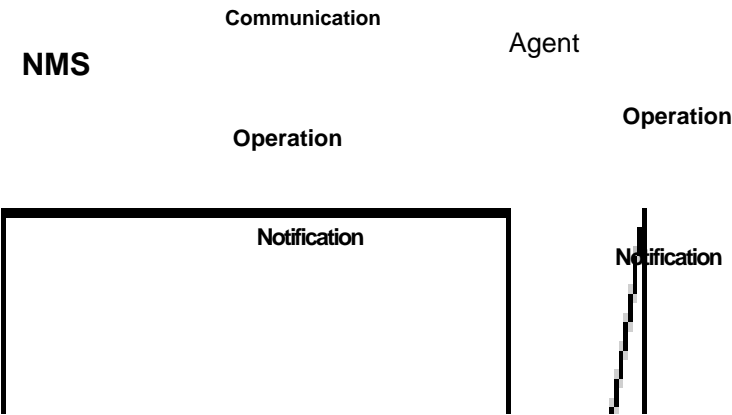 Communication
Agent
NMS
Operation
Operation
Notification
Notification